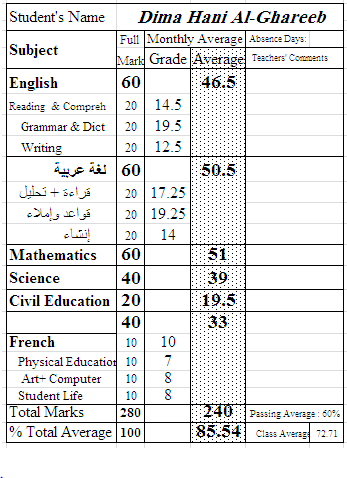 Student's Name Dima Hani Al-Ghareeb
Subject Full Mark Monthly Average Absence Days:
Grade Average Teachers' Comments
English 60 46.5
Reading & Compreh 20 14.5
Grammar & Dict 20 19.5
Writing 20 12.5
لغة عربية 60 50.5
قراءة + تحليل 20 17.25
قواعد وإملاء 20 19.25
إنشاء 20 14
Mathematics 60 51
Science 40 39
Civil Education 20 19.5
40 33
French 10 10
Physical Education 10 7
Art+ Computer 10 8
Student Life 10 8
Total Marks 280 240 Passing Average : 60%
% Total Average 100 85.54 Class Average 72.71